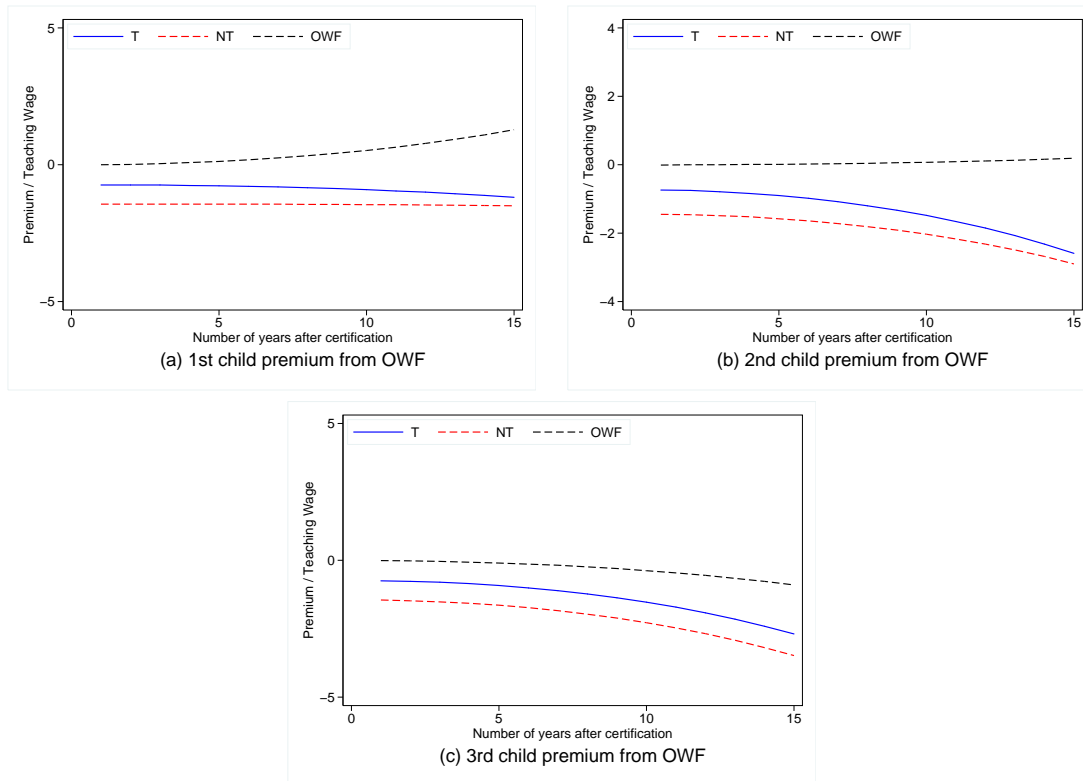 T NT OWF
5
0
−5
Premium / Teaching Wage
0 5 10 15
Number of years after certification
(a) 1st child premium from OWF
T NT OWF
4
2
0
−2
−4
Premium / Teaching Wage
0 5 10 15
Number of years after certification
(b) 2nd child premium from OWF
T NT OWF
5
0
−5
Premium / Teaching Wage
0 5 10 15
Number of years after certification
(c) 3rd child premium from OWF